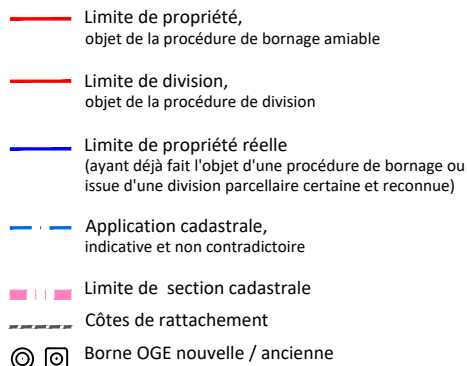 Limite de propriété,
objet de la procédure de bornage amiable
Limite de division,
objet de la procédure de division
Limite de propriété réelle
(ayant déjà fait l'objet d'une procédure de bornage ou
issue d'une division parcellaire certaine et reconnue)
Application cadastrale,
indicative et non contradictoire
Limite de section cadastrale
Côtes de rattachement
Borne OGE nouvelle / ancienne